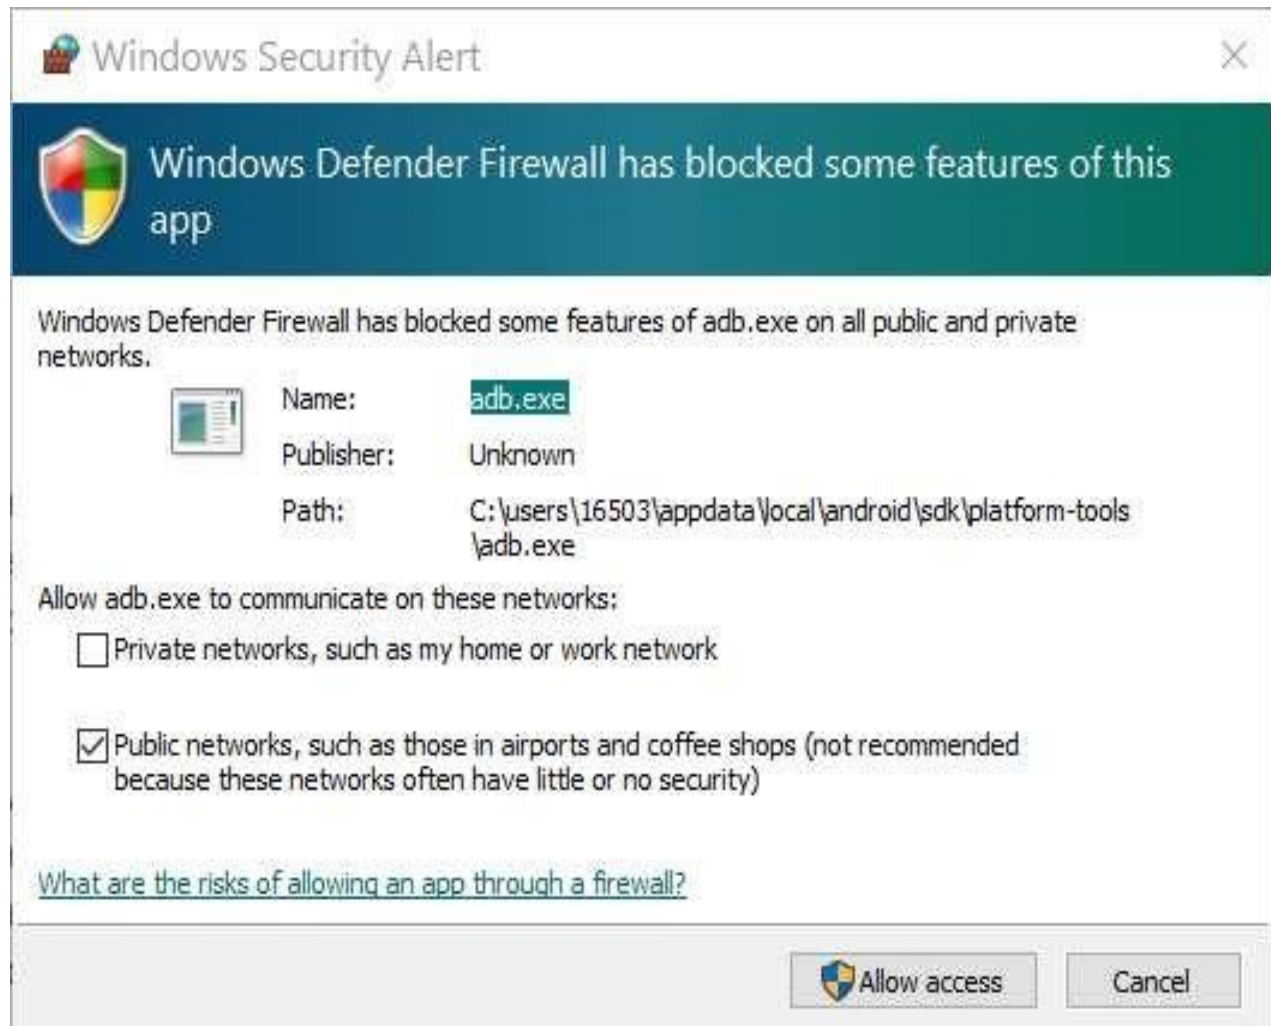 Windows Security Alert
Windows Defender Firewall has blocked some features of this
app
Windows Defender Firewall has blocked some features of adb.exe on all public and private
networks.
Name: adb.exe
Publisher: Unknown
Path: C:\users\16503\appdata\local\android\sdk\platform-tools
\adb.exe
Allow adb.exe to communicate on these networks:
Private networks, such as my home or work network
Public networks, such as those in airports and coffee shops (not recommended
because these networks often have little or no security)
What are the risks of allowing an app through a firewall?
Allow access Cancel